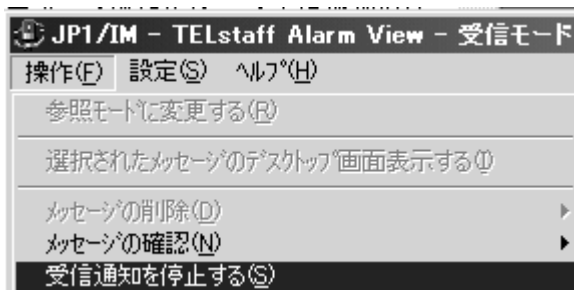 JP1/IM - TELstaff Alarm View - 受信モード
操作(F) 設定(S) ヘルプ(H)
参照モードに変更する(R)
選択されたメッセージのデスクトップ画面表示する(I)
メッセージの削除(D)
メッセージの確認(N)
受信通知を停止する(S)